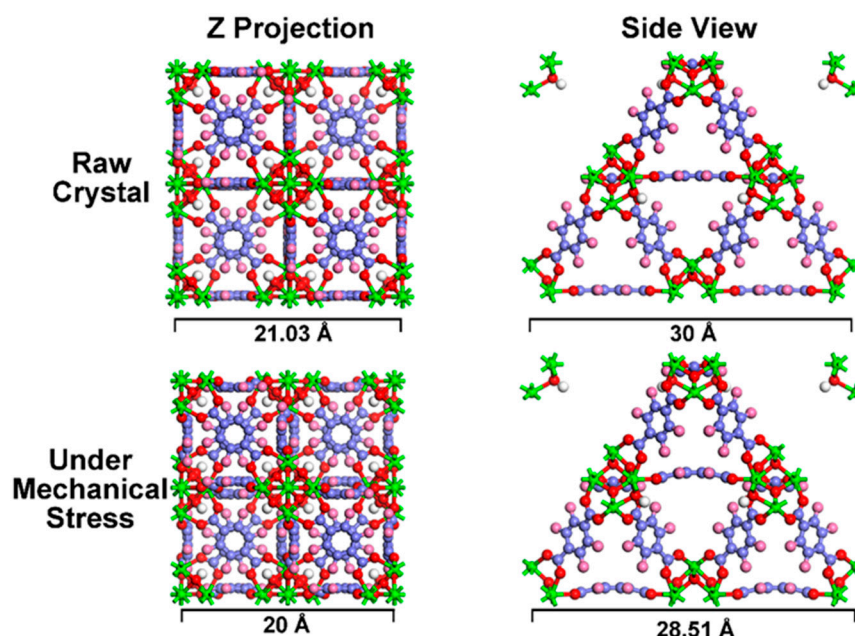 Z Projection
Side View
Raw
Crystal
21.03 Å
30 Å
Under
Mechanical
Stress
20 Å
28.51 Å